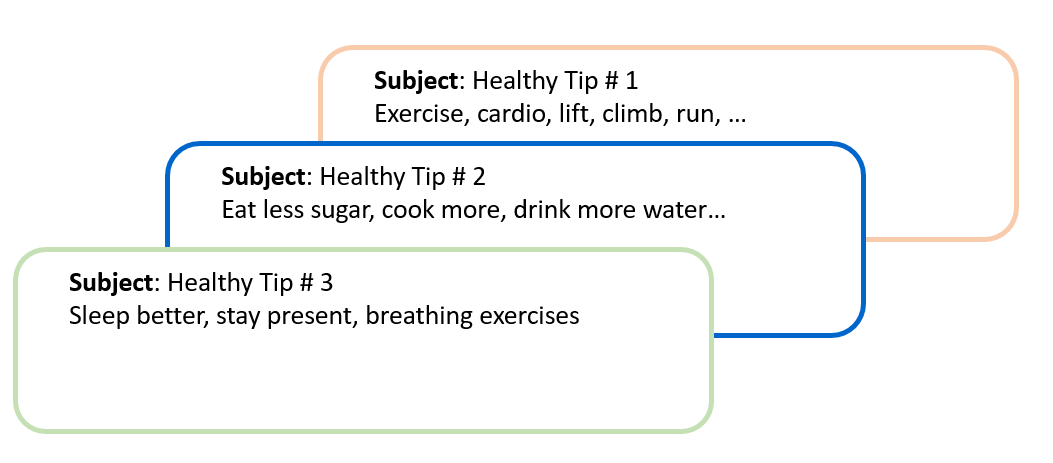 Subject: Healthy Tip # 1
Exercise, cardio, lift, climb, run, ...
Subject: Healthy Tip # 2
Eat less sugar, cook more, drink more water...
Subject: Healthy Tip # 3
Sleep better, stay present, breathing exercises